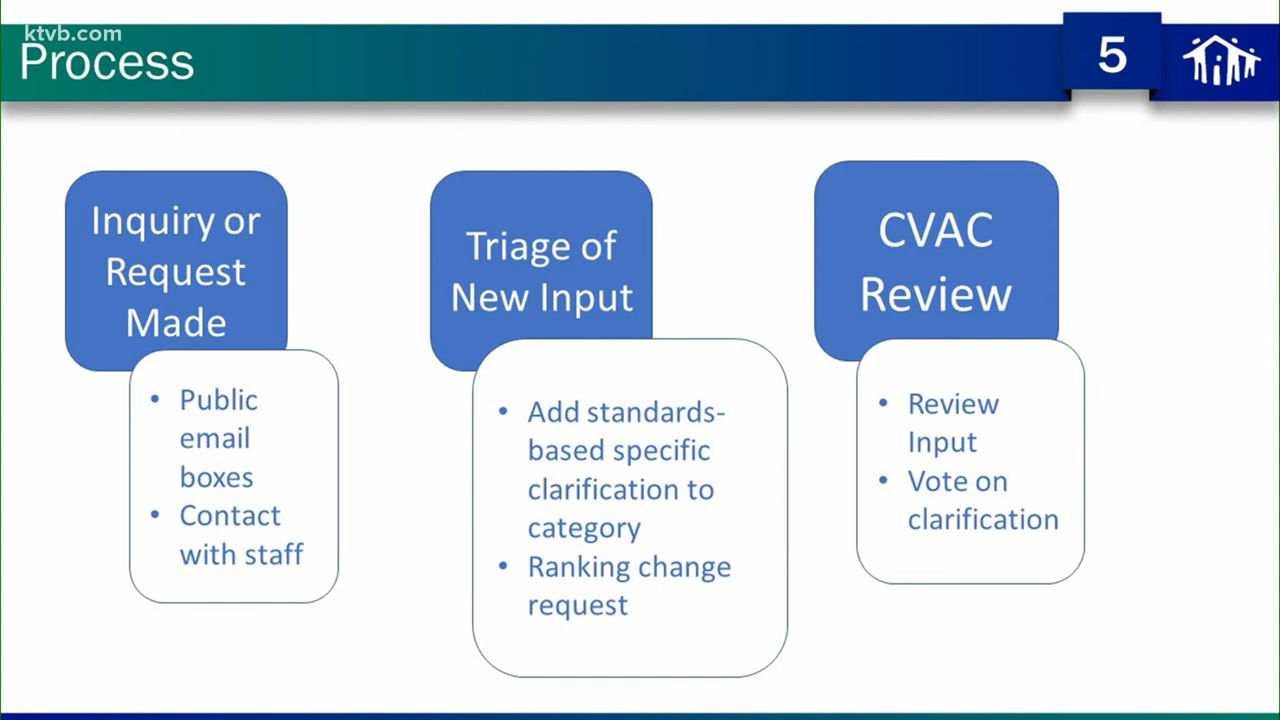 ktvb.com
Process
5
Inquiry or
Request
Made
• Public
email
boxes
• Contact
with staff
Triage of
New Input
• Add standards-
based specific
clarification to
category
• Ranking change
request
CVAC
Review
• Review
Input
• Vote on
clarification